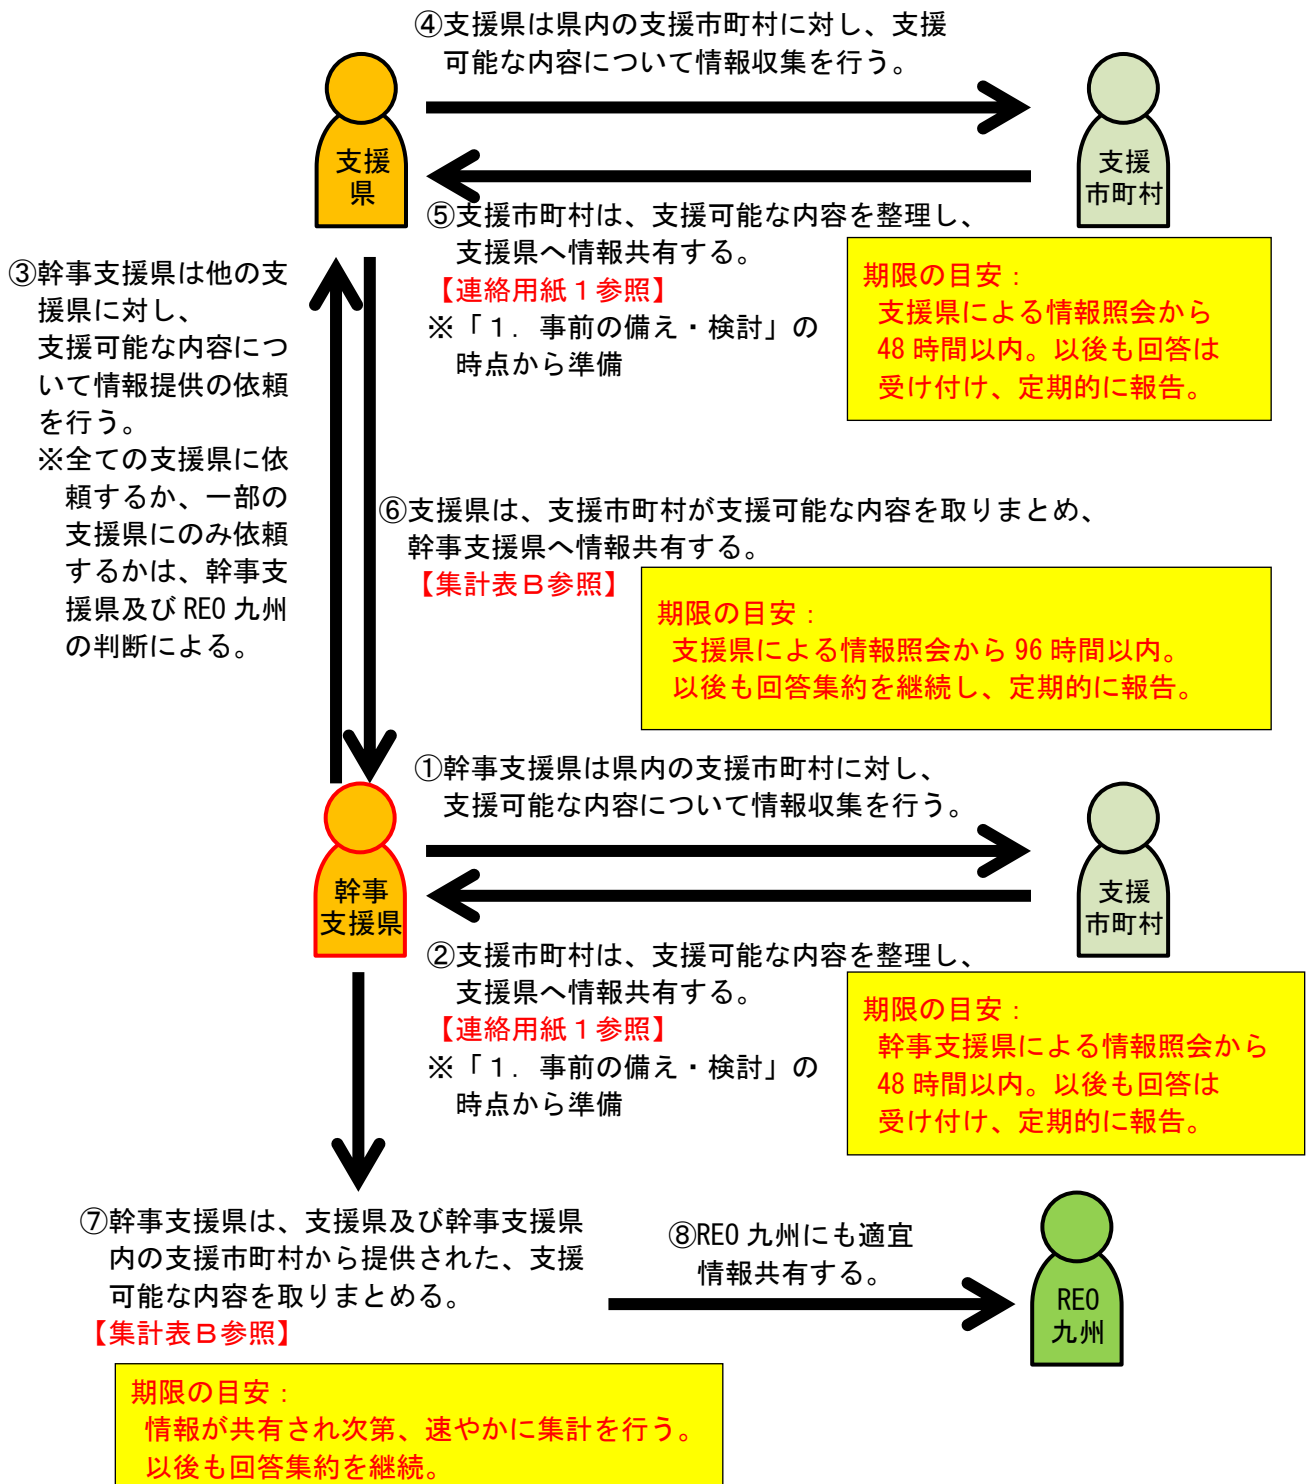 ④支援県は県内の支援市町村に対し、支援
可能な内容について情報収集を行う。
支援
県
支援
市町村
⑤支援市町村は、支援可能な内容を整理し、
支援県へ情報共有する。
【連絡用紙１参照】
※「１．事前の備え・検討」の
時点から準備
期限の目安：
支援県による情報照会から
48 時間以内。以後も回答は
受け付け、定期的に報告。
③幹事支援県は他の支
援県に対し、
支援可能な内容につ
いて情報提供の依頼
を行う。
※全ての支援県に依
頼するか、一部の
支援県にのみ依頼
するかは、幹事支
援県及び REO 九州
の判断による。
⑥支援県は、支援市町村が支援可能な内容を取りまとめ、
幹事支援県へ情報共有する。
【集計表Ｂ参照】
期限の目安：
支援県による情報照会から 96 時間以内。
以後も回答集約を継続し、定期的に報告。
①幹事支援県は県内の支援市町村に対し、
支援可能な内容について情報収集を行う。
幹事
支援県
支援
市町村
②支援市町村は、支援可能な内容を整理し、
支援県へ情報共有する。
【連絡用紙１参照】
※「１．事前の備え・検討」の
時点から準備
期限の目安：
幹事支援県による情報照会から
48 時間以内。以後も回答は
受け付け、定期的に報告。
⑦幹事支援県は、支援県及び幹事支援県
内の支援市町村から提供された、支援
可能な内容を取りまとめる。
【集計表Ｂ参照】
⑧REO 九州にも適宜
情報共有する。
REO
九州
期限の目安：
情報が共有され次第、速やかに集計を行う。
以後も回答集約を継続。